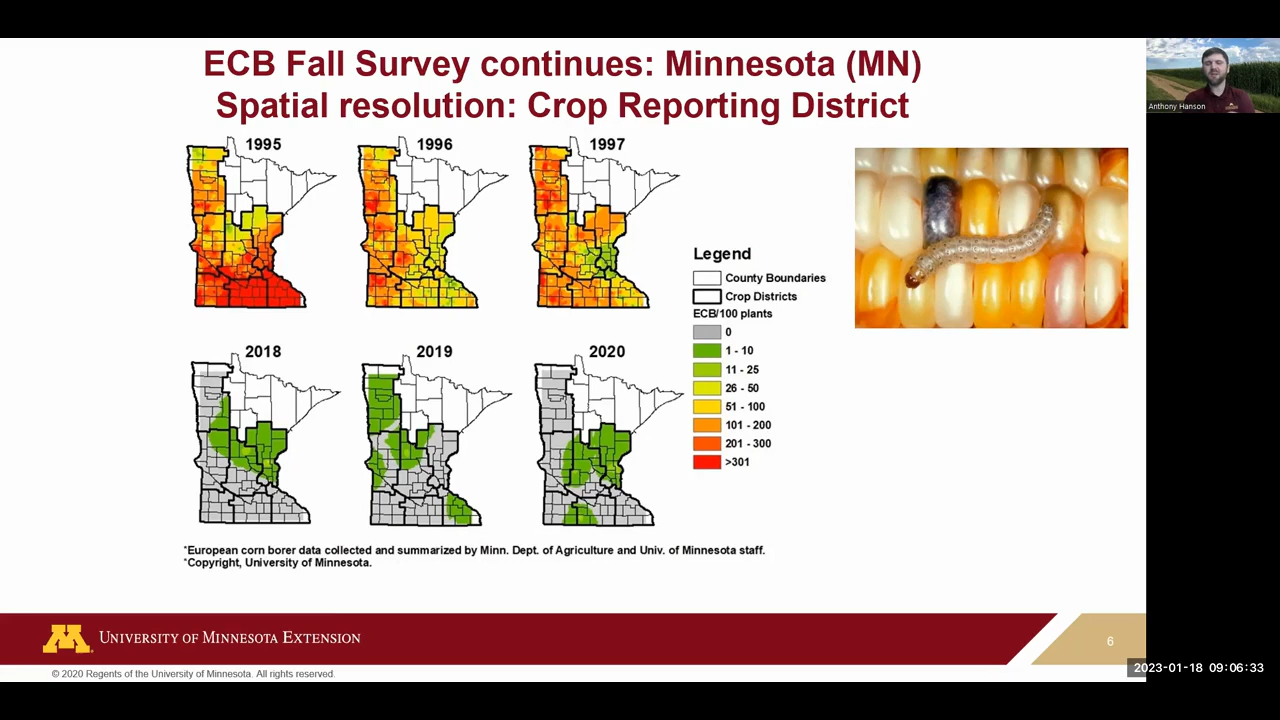 ECB Fall Survey continues: Minnesota (MN)
Spatial resolution: Crop Reporting District
1995
1996
1997
2018
2019
2020
Legend
County Boundaries
Crop Districts
ECB/100 plants
0
1 - 10
11 - 25
26 - 50
51 - 100
101 - 200
201 - 300
>301
*European corn borer data collected and summarized by Minn. Dept. of Agriculture and Univ. of Minnesota staff.
*Copyright, University of Minnesota.
Anthony Hanson
UNIVERSITY OF MINNESOTA EXTENSION
6
© 2020 Regents of the University of Minnesota. All rights reserved.
2023-01-18 09:06:33